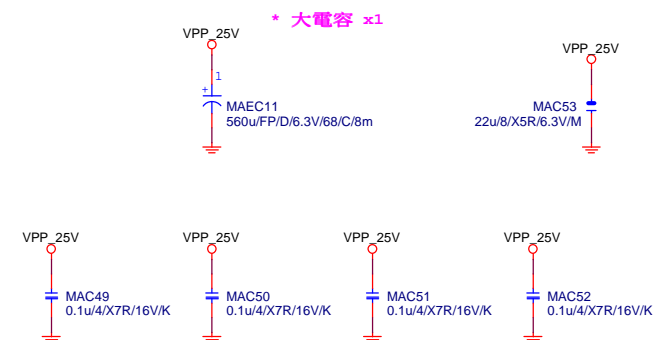 * 大電容 x1
VPP_25V
1
+
MAEC11
560u/FP/D/6.3V/68/C/8m
VPP_25V
MAC53
22u/8/X5R/6.3V/M
VPP_25V
MAC49
0.1u/4/X7R/16V/K
VPP_25V
MAC50
0.1u/4/X7R/16V/K
VPP_25V
MAC51
0.1u/4/X7R/16V/K
VPP_25V
MAC52
0.1u/4/X7R/16V/K